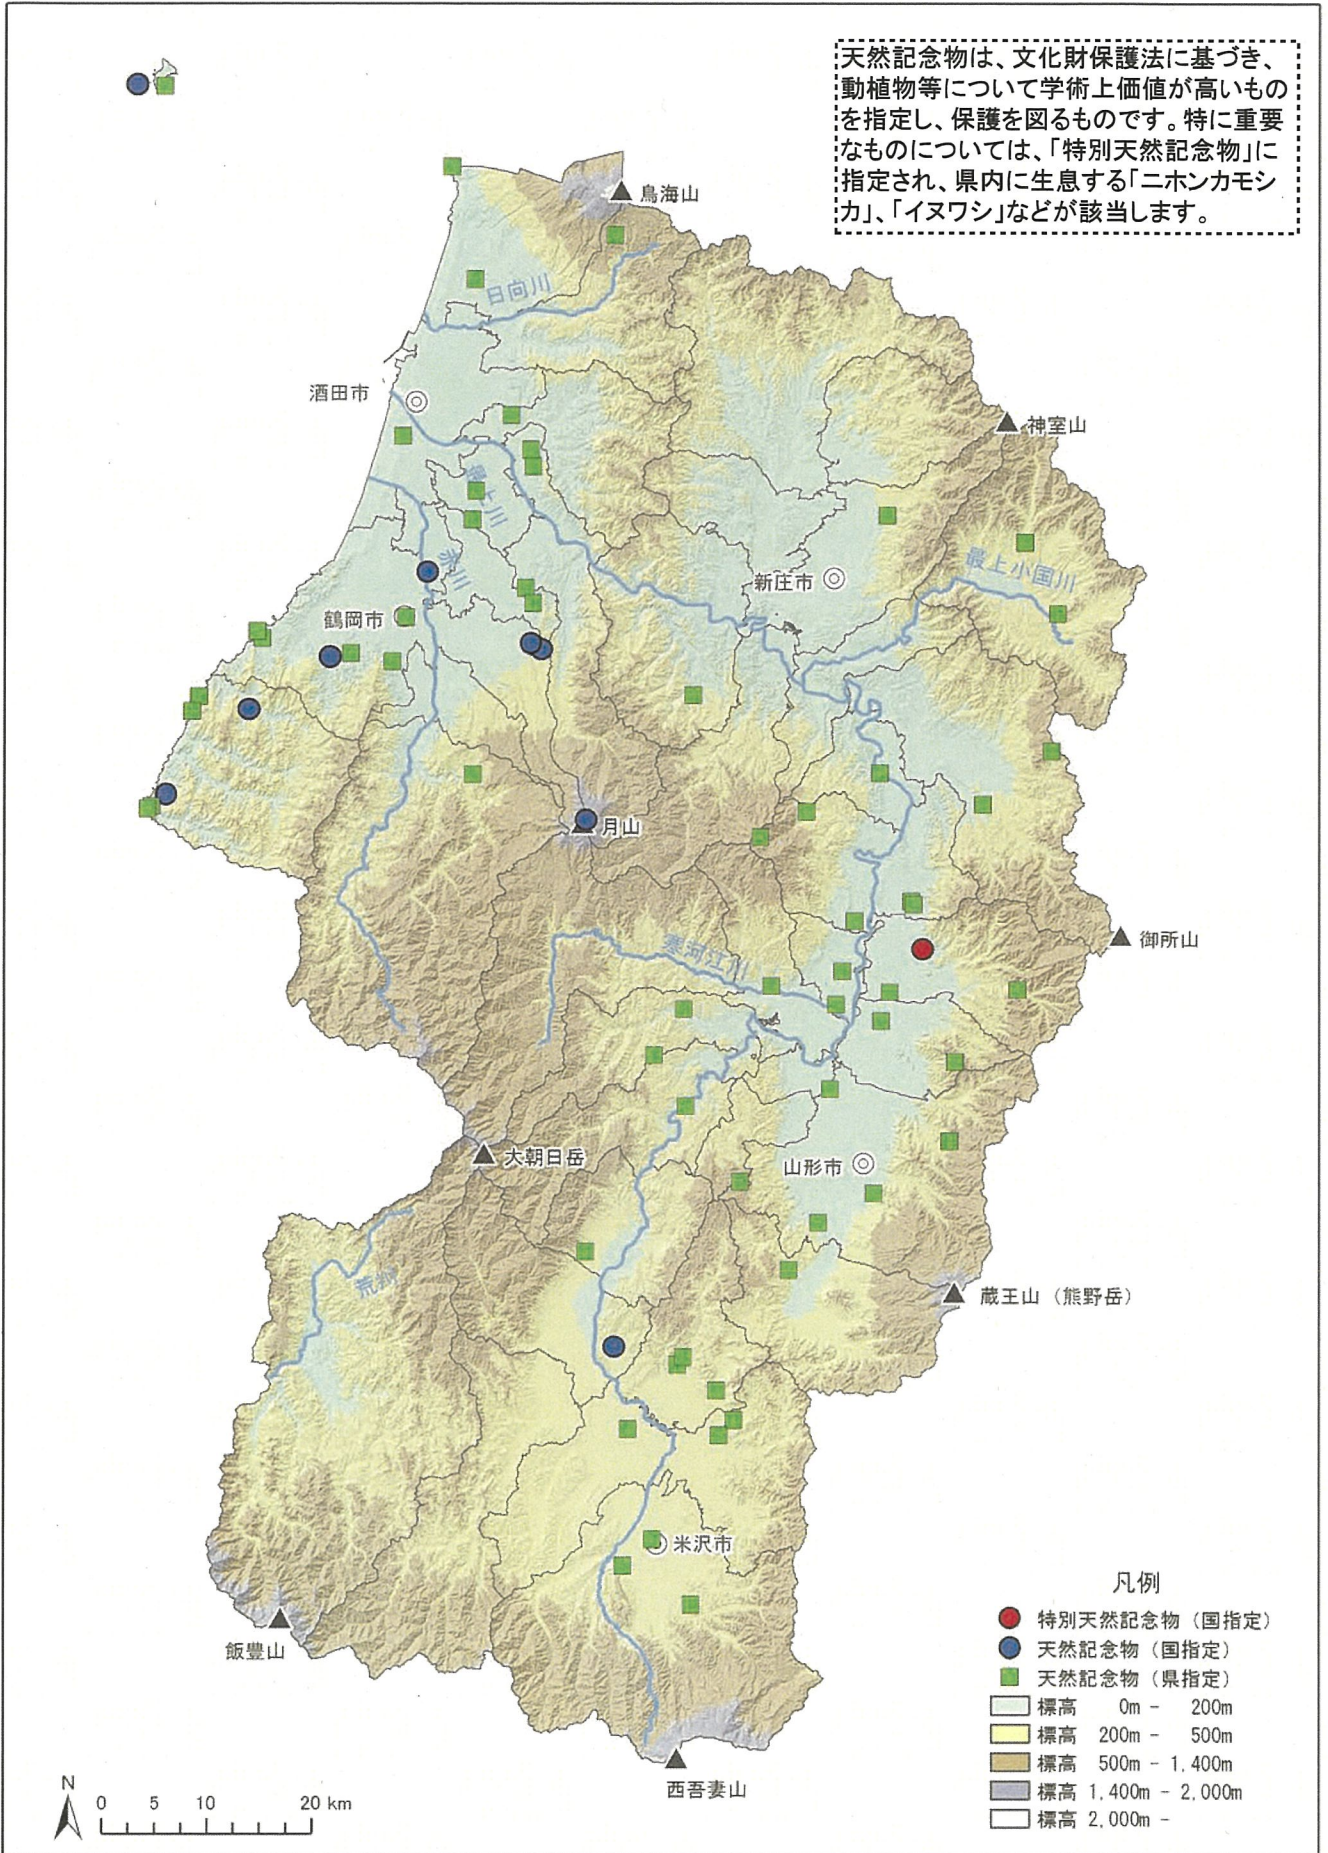 天然記念物は、文化財保護法に基づき、
動植物等について学術上価値が高いもの
を指定し、保護を図るものです。特に重要
なものについては、「特別天然記念物」に
指定され、県内に生息する「ニホンカモシ
カ」、「イヌワシ」などが該当します。
鳥海山
日向川
酒田市
神室山
最上川
最上小国川
赤川
新庄市
鶴岡市
月山
寒河江川
御所山
大朝日岳
山形市
荒川
蔵王山（熊野岳）
米沢市
飯豊山
西吾妻山
凡例
特別天然記念物（国指定）
天然記念物（国指定）
天然記念物（県指定）
標高 0m - 200m
標高 200m - 500m
標高 500m - 1,400m
標高 1,400m - 2,000m
標高 2,000m -
N
0 5 10 20 km